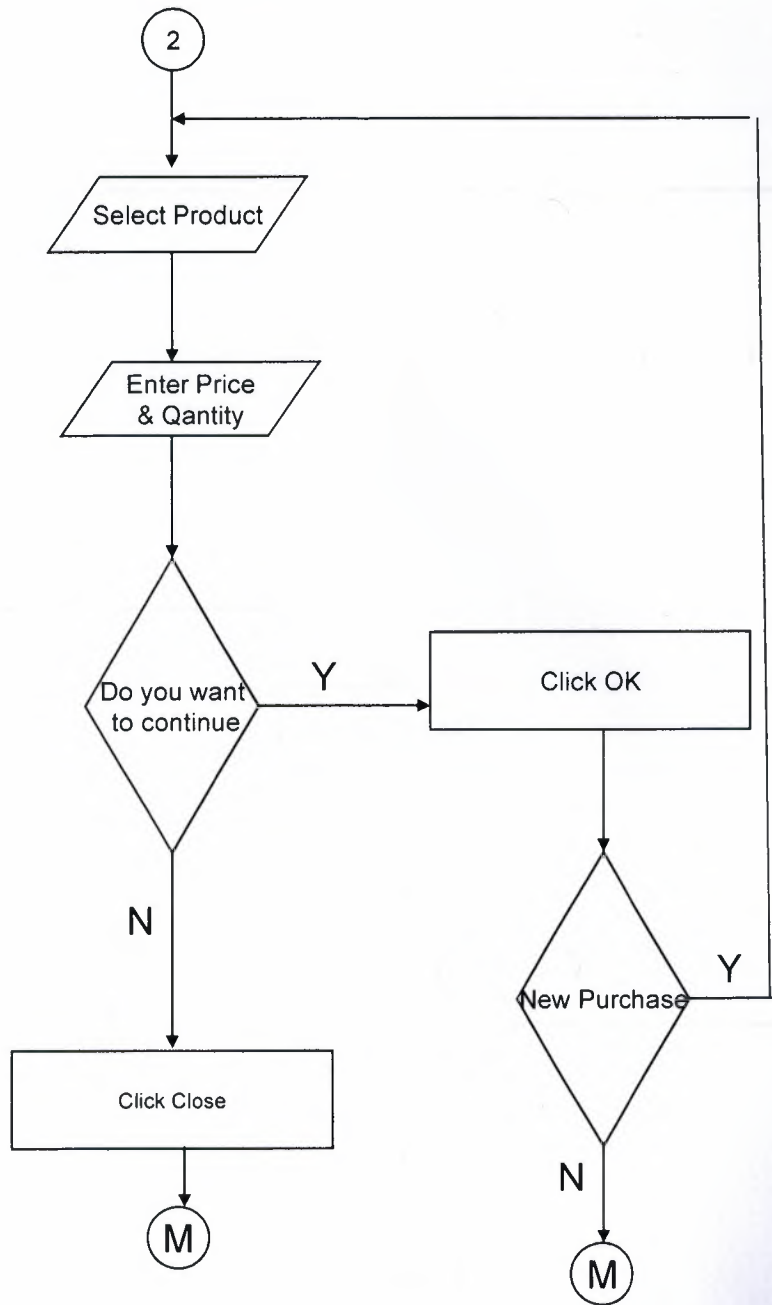 2
Select Product
Enter Price
& Qantity
Do you want
to continue
Y
Click OK
N
New Purchase
Y
Click Close
N
M
M